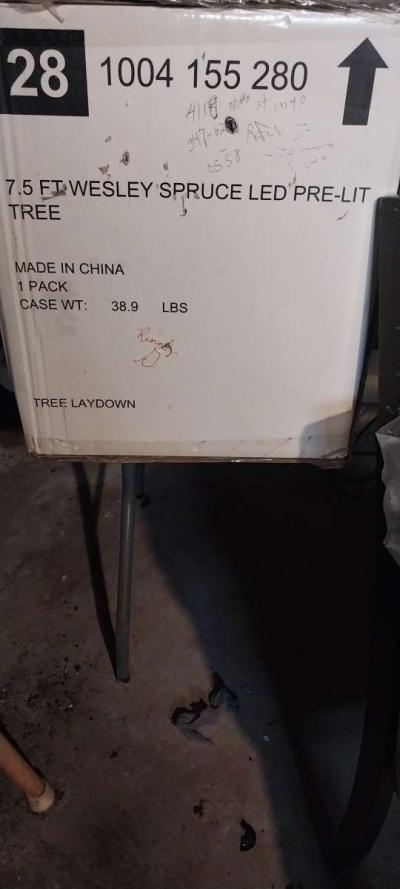 28 1004 155 280
0558
7.5 FT WESLEY SPRUCE LED PRE-LIT
TREE
MADE IN CHINA
1 PACK
CASE WT: 38.9 LBS
TREE LAYDOWN